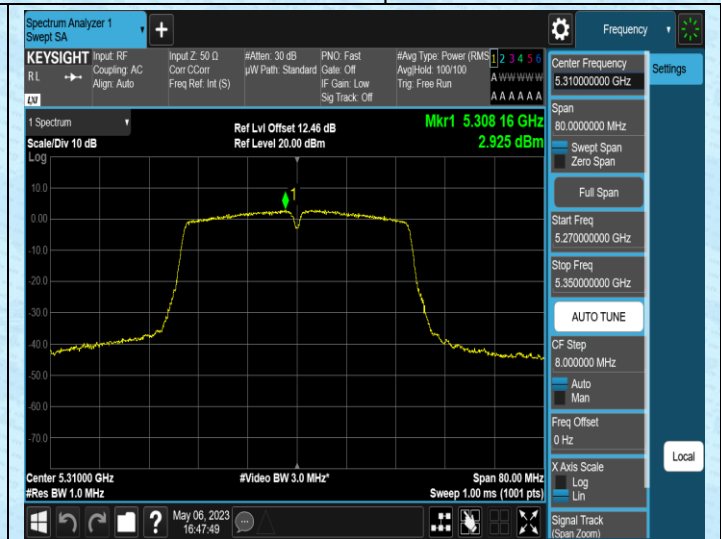 Spectrum Analyzer 1
Swept SA
+
Frequency
KEYSIGHT
RL
LXI
Input: RF
Coupling: AC
Align: Auto
Input Z: 50 Ω
Corr CCorr
Freq Ref: Int (S)
#Atten: 30 dB
µW Path: Standard
PNO: Fast
Gate: Off
IF Gain: Low
Sig Track: Off
#Avg Type: Power (RMS
Avg|Hold: 100/100
Trig: Free Run
1 2 3 4 5 6
A W W W W W
A A A A A A
1 Spectrum
Scale/Div 10 dB
Log
Ref Lvl Offset 12.46 dB
Ref Level 20.00 dBm
Mkr1 5.308 16 GHz
2.925 dBm
1
10.0
0.00
-10.0
-20.0
-30.0
-40.0
-50.0
-60.0
-70.0
Center 5.31000 GHz
#Res BW 1.0 MHz
#Video BW 3.0 MHz*
Span 80.00 MHz
Sweep 1.00 ms (1001 pts)
?
May 06, 2023
16:47:49
Center Frequency
5.310000000 GHz
Span
80.0000000 MHz
Swept Span
Zero Span
Full Span
Start Freq
5.270000000 GHz
Stop Freq
5.350000000 GHz
AUTO TUNE
CF Step
8.000000 MHz
Auto
Man
Freq Offset
0 Hz
X Axis Scale
Log
Lin
Signal Track
(Span Zoom)
Settings
Local